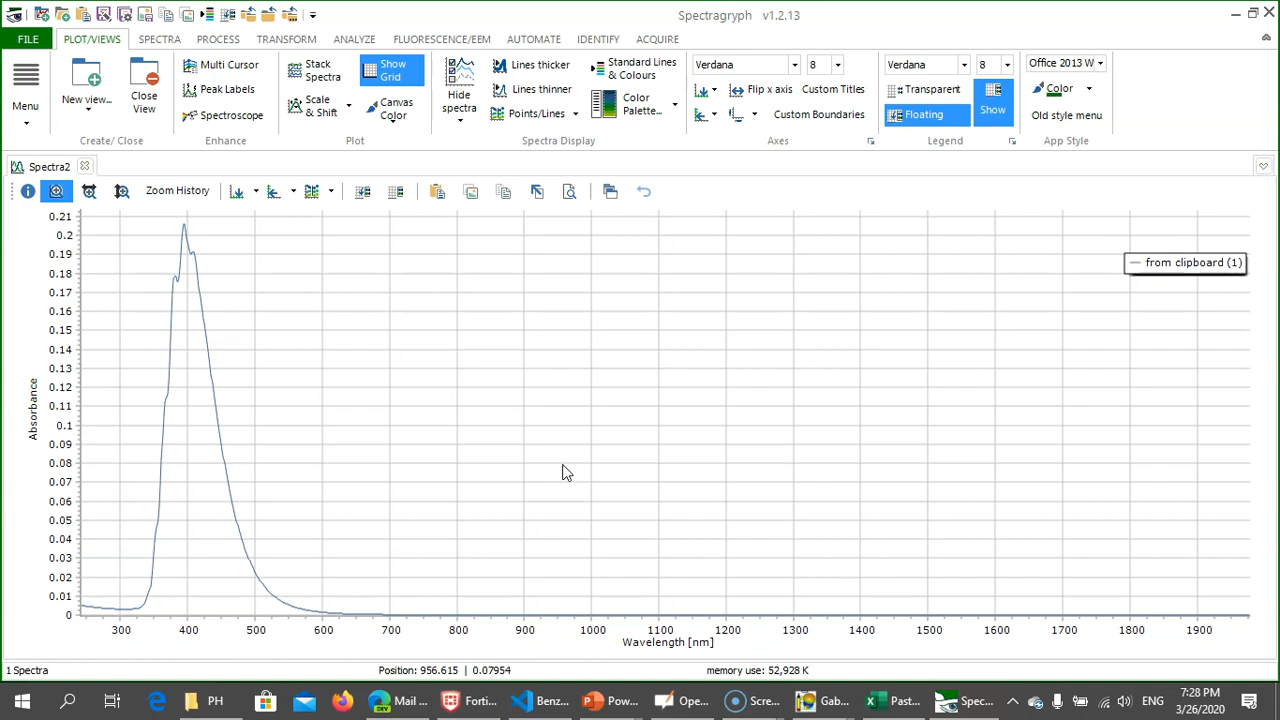 Spectragryph v1.2.13
FILE PLOT/VIEWS SPECTRA PROCESS TRANSFORM ANALYZE FLUORESCENCE/EEM AUTOMATE IDENTIFY ACQUIRE
Menu
New view...
Close View
Create/ Close
Multi Cursor
Peak Labels
Spectroscope
Enhance
Stack Spectra
Scale & Shift
Show Grid
Canvas Color
Plot
Hide spectra
Lines thicker
Lines thinner
Points/Lines
Standard Lines & Colours
Color Palette...
Spectra Display
Verdana 8
Flip x axis Custom Titles
Custom Boundaries
Axes
Verdana 8
Transparent
Floating
Show
Legend
Office 2013 W
Color
Old style menu
App Style
Spectra2
Zoom History
0.21
0.2
0.19
0.18
0.17
0.16
0.15
0.14
0.13
0.12
0.11
0.1
0.09
0.08
0.07
0.06
0.05
0.04
0.03
0.02
0.01
0
Absorbance
from clipboard (1)
300 400 500 600 700 800 900 1000 1100 1200 1300 1400 1500 1600 1700 1800 1900
Wavelength [nm]
1 Spectra Position: 956.615 | 0.07954 memory use: 52,928 K
PH Mail ... Forti... Benz... Pow... Ope... Scre... Gab... Past... Spec...
DEV
7:28 PM
3/26/2020